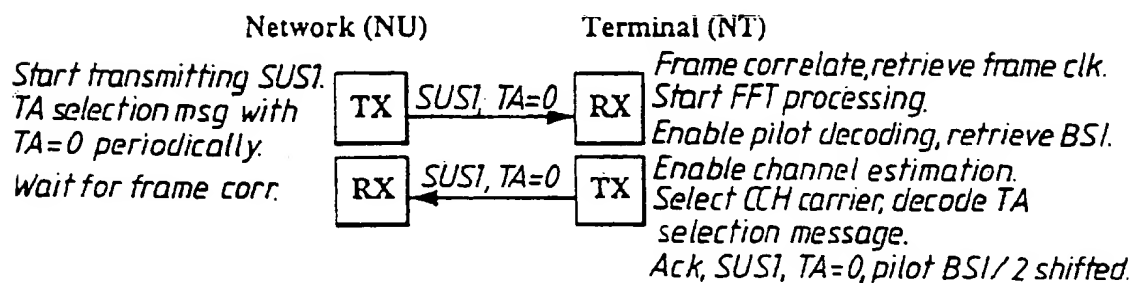 Network (NU)
Terminal (NT)
Start transmitting SUS1.
TA selection msg with
TA=0 periodically.
Wait for frame corr.
TX
SUS1, TA=0
RX
RX
SUS1, TA=0
TX
Frame correlate, retrieve frame clk.
Start FFT processing.
Enable pilot decoding, retrieve BSI.
Enable channel estimation.
Select CCH carrier, decode TA
selection message.
Ack, SUS1, TA=0, pilot BSI/2 shifted.